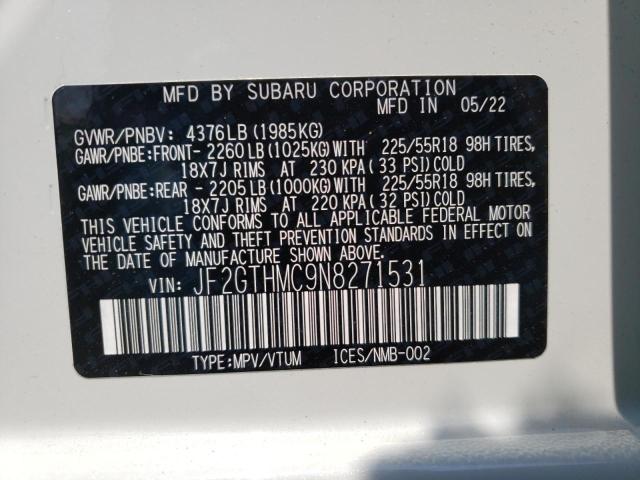 MFD BY SUBARU CORPORATION
MFD IN 05/22
GVWR/PNBV: 4376LB (1985KG)
GAWR/PNBE:FRONT- 2260LB (1025KG)WITH 225/55R18 98H TIRES,
18X7J RIMS AT 230 KPA (33 PSI)COLD
GAWR/PNBE:REAR - 2205LB (1000KG)WITH 225/55R18 98H TIRES,
18X7J RIMS AT 220 KPA (32 PSI)COLD
THIS VEHICLE CONFORMS TO ALL APPLICABLE FEDERAL MOTOR
VEHICLE SAFETY AND THEFT PREVENTION STANDARDS IN EFFECT
ON THE DATE OF MANUFACTURE SHOWN ABOVE.
VIN: JF2GTHMC9N8271531
TYPE:MPV/VTUM ICES/NMB-002